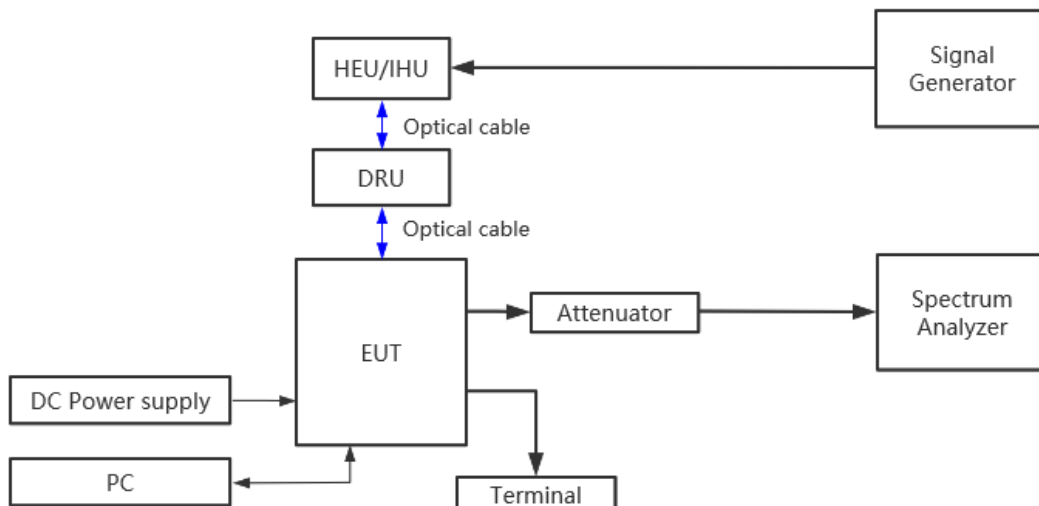 HEU/IHU
Signal
Generator
Optical cable
DRU
Optical cable
EUT
Attenuator
Spectrum
Analyzer
DC Power supply
PC
Terminal